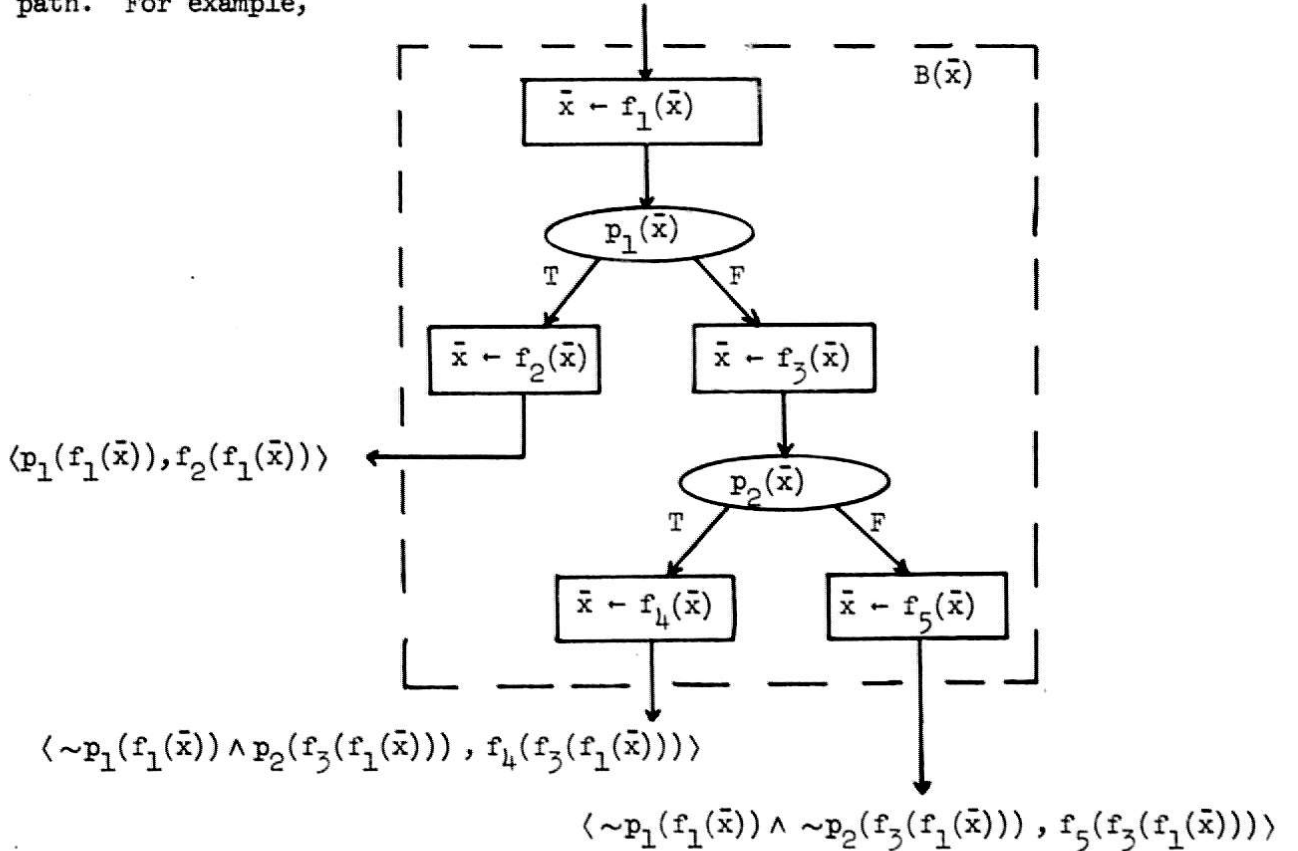 path. For example,
B(x̄)
x̄ ← f₁(x̄)
p₁(x̄)
T F
x̄ ← f₂(x̄) x̄ ← f₃(x̄)
⟨p₁(f₁(x̄)),f₂(f₁(x̄))⟩
p₂(x̄)
T F
x̄ ← f₄(x̄) x̄ ← f₅(x̄)
⟨~p₁(f₁(x̄)) ∧ p₂(f₃(f₁(x̄))) , f₄(f₃(f₁(x̄)))⟩
⟨~p₁(f₁(x̄)) ∧ ~p₂(f₃(f₁(x̄))) , f₅(f₃(f₁(x̄)))⟩